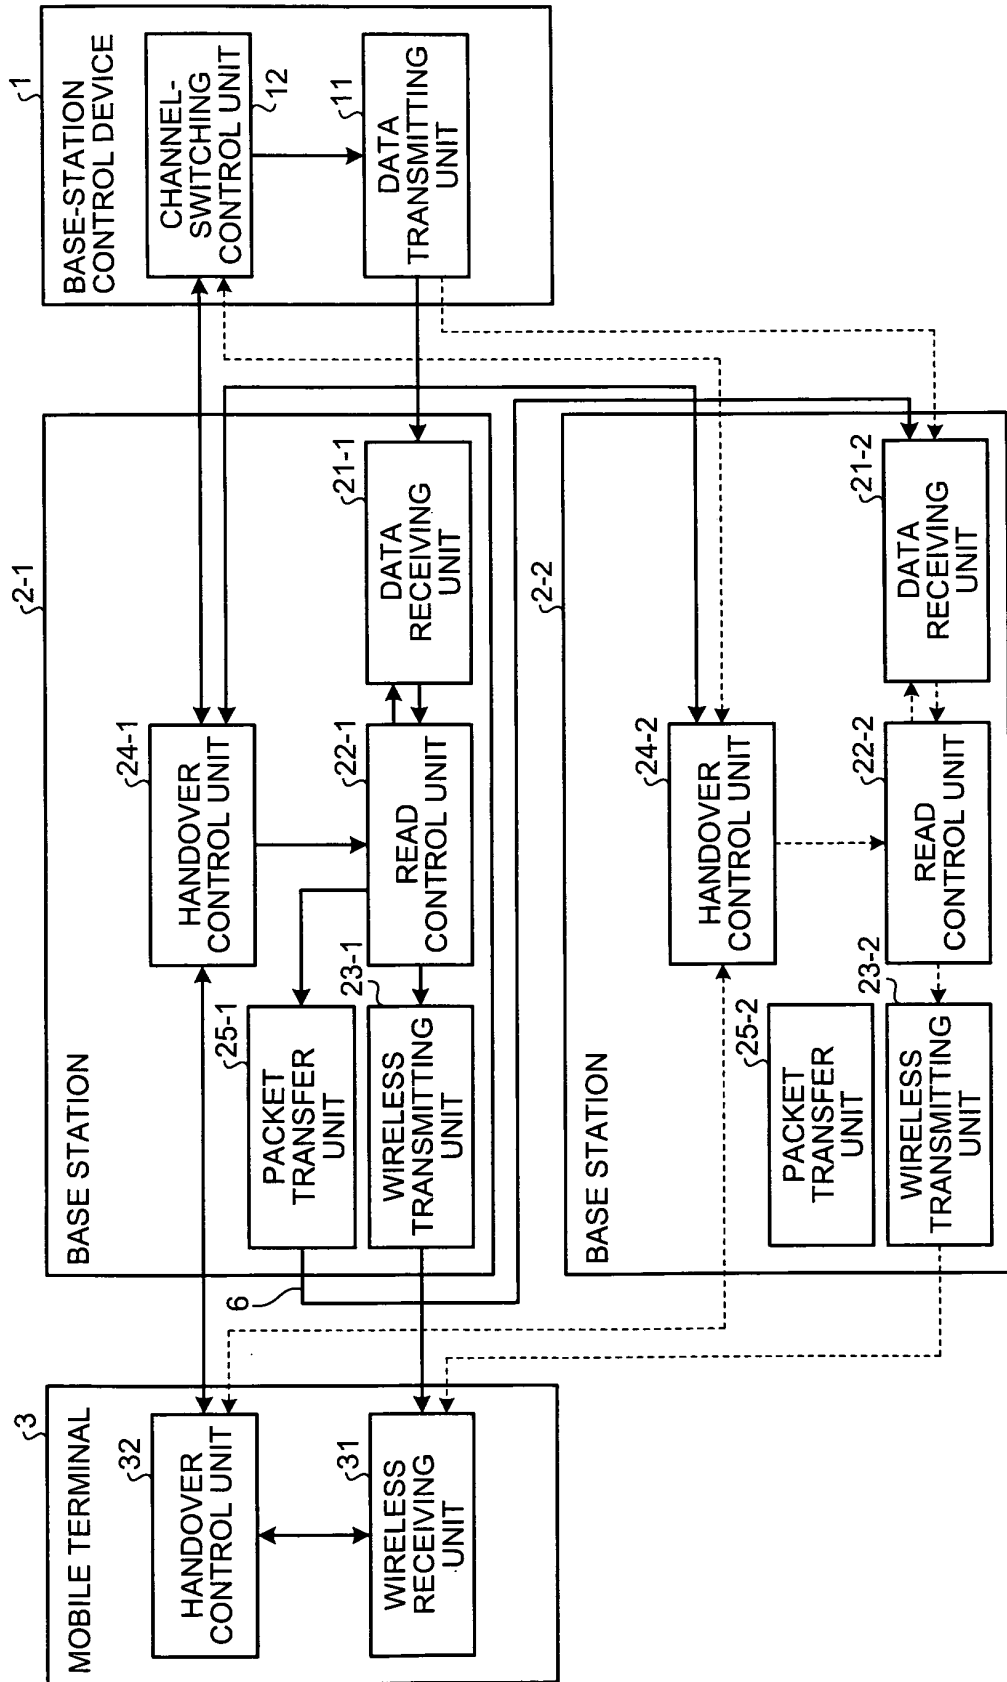 3
MOBILE TERMINAL
32
HANDOVER
CONTROL UNIT
31
WIRELESS
RECEIVING
UNIT
6
2-1
BASE STATION
24-1
HANDOVER
CONTROL UNIT
25-1
PACKET
TRANSFER
UNIT
22-1
READ
CONTROL UNIT
23-1
WIRELESS
TRANSMITTING
UNIT
21-1
DATA
RECEIVING
UNIT
2-2
BASE STATION
24-2
HANDOVER
CONTROL UNIT
25-2
PACKET
TRANSFER
UNIT
22-2
READ
CONTROL UNIT
23-2
WIRELESS
TRANSMITTING
UNIT
21-2
DATA
RECEIVING
UNIT
1
BASE-STATION
CONTROL DEVICE
CHANNEL-
SWITCHING
CONTROL UNIT
12
11
DATA
TRANSMITTING
UNIT